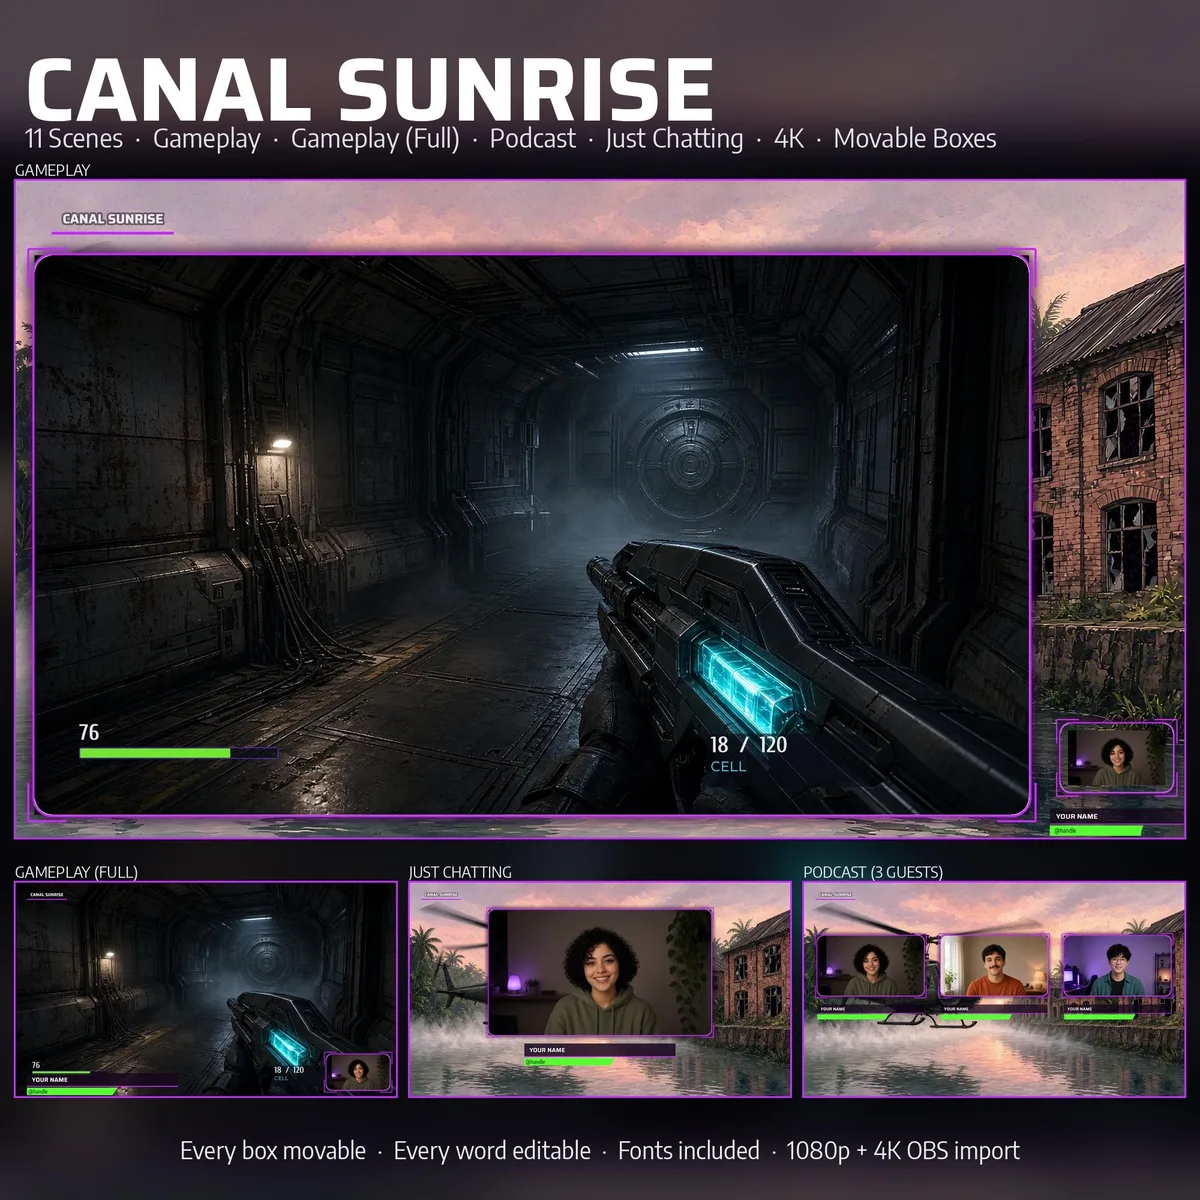 CANAL SUNRISE
11 Scenes · Gameplay · Gameplay (Full) · Podcast · Just Chatting · 4K · Movable Boxes
GAMEPLAY
CANAL SUNRISE
76
18 / 120
CELL
YOUR NAME
@handle
GAMEPLAY (FULL)
JUST CHATTING
PODCAST (3 GUESTS)
CANAL SUNRISE
CANAL SUNRISE
CANAL SUNRISE
76
18 / 120
CELL
YOUR NAME
@handle
YOUR NAME
@handle
YOUR NAME
YOUR NAME
YOUR NAME
Every box movable · Every word editable · Fonts included · 1080p + 4K OBS import